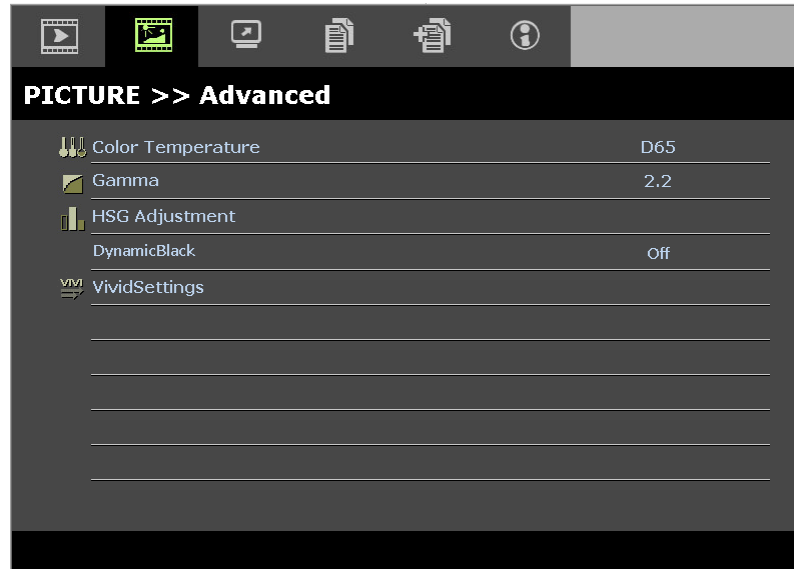 PICTURE >> Advanced
Color Temperature D65
Gamma 2.2
HSG Adjustment
DynamicBlack Off
VividSettings